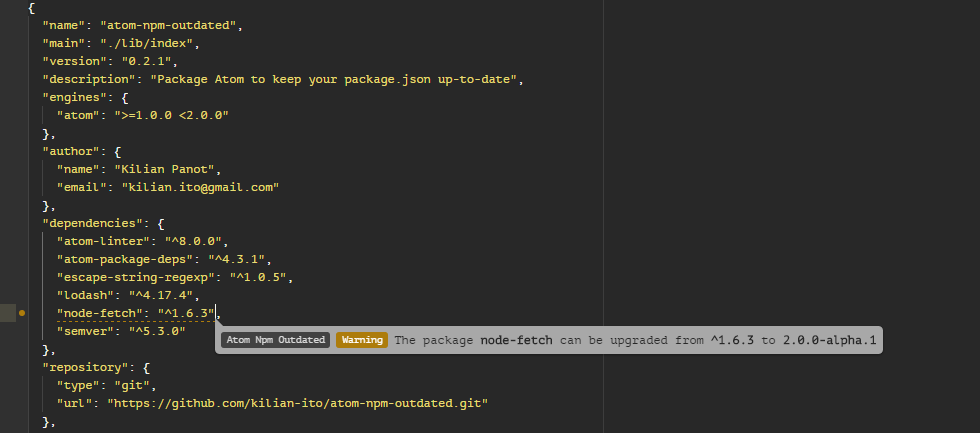 {
"name": "atom-npm-outdated",
"main": "./lib/index",
"version": "0.2.1",
"description": "Package Atom to keep your package.json up-to-date",
"engines": {
"atom": ">=1.0.0 <2.0.0"
},
"author": {
"name": "Kilian Panot",
"email": "kilian.ito@gmail.com"
},
"dependencies": {
"atom-linter": "^8.0.0",
"atom-package-deps": "^4.3.1",
"escape-string-regexp": "^1.0.5",
"lodash": "^4.17.4",
"node-fetch": "^1.6.3",
"semver": "^5.3.0"
Atom Npm Outdated Warning The package node-fetch can be upgraded from ^1.6.3 to 2.0.0-alpha.1
},
"repository": {
"type": "git",
"url": "https://github.com/kilian-ito/atom-npm-outdated.git"
},